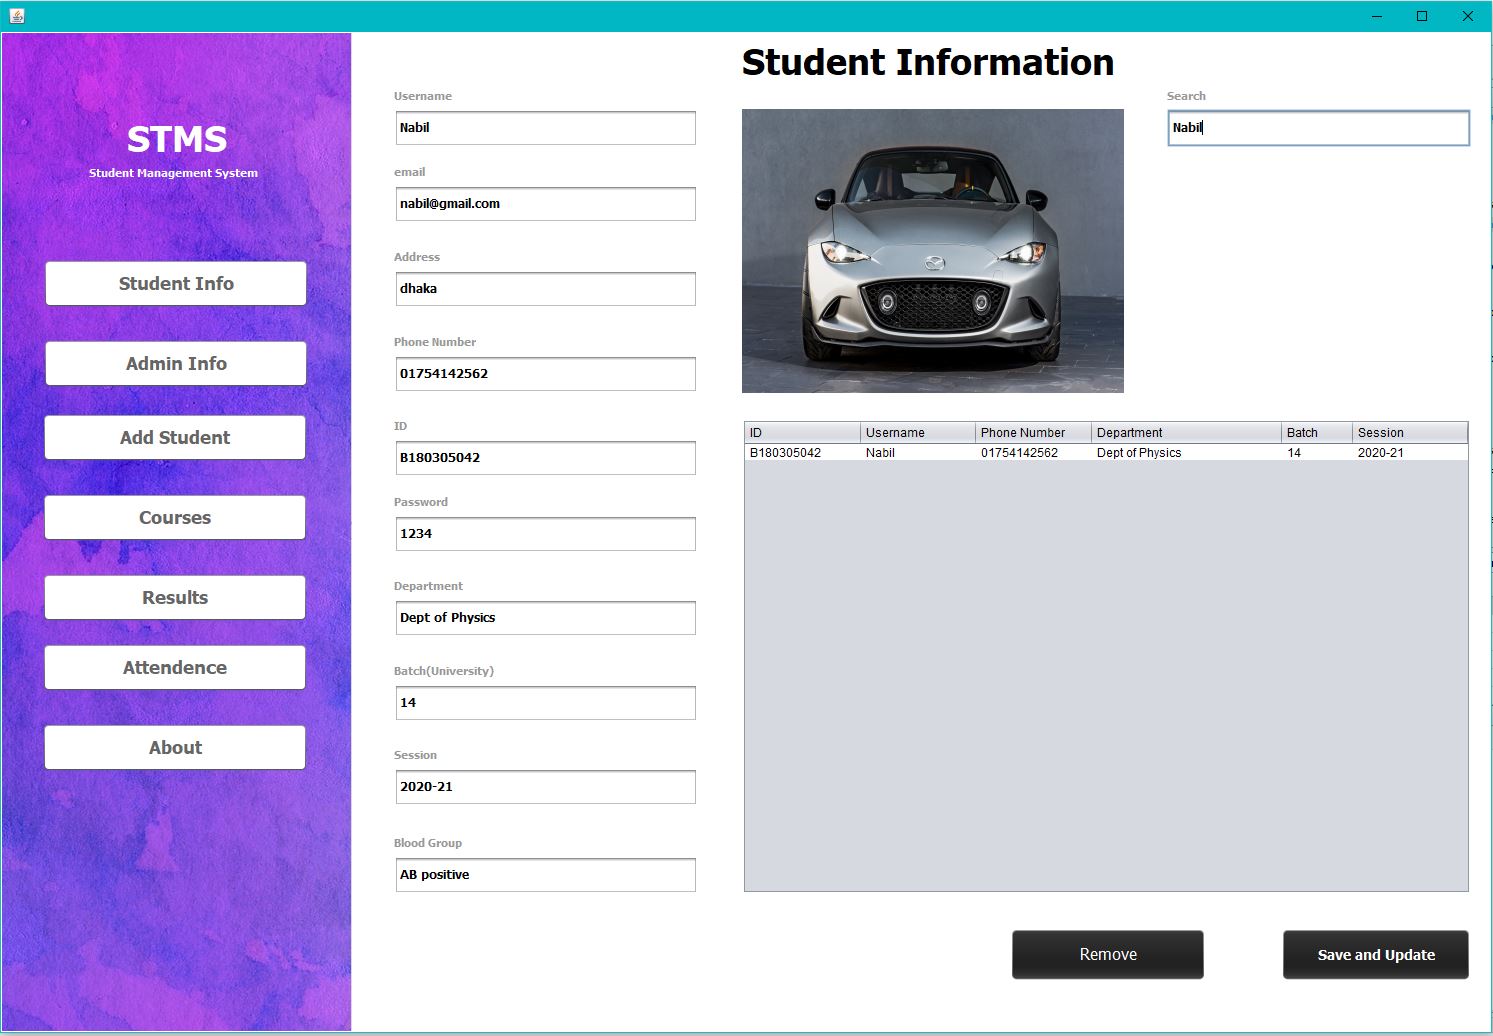 STMS
Student Management System
Student Info
Admin Info
Add Student
Courses
Results
Attendence
About
Student Information
Username
Nabil
email
nabil@gmail.com
Address
dhaka
Phone Number
01754142562
ID
B180305042
Password
1234
Department
Dept of Physics
Batch(University)
14
Session
2020-21
Blood Group
AB positive
Search
Nabil
ID Username Phone Number Department Batch Session
B180305042 Nabil 01754142562 Dept of Physics 14 2020-21
Remove
Save and Update